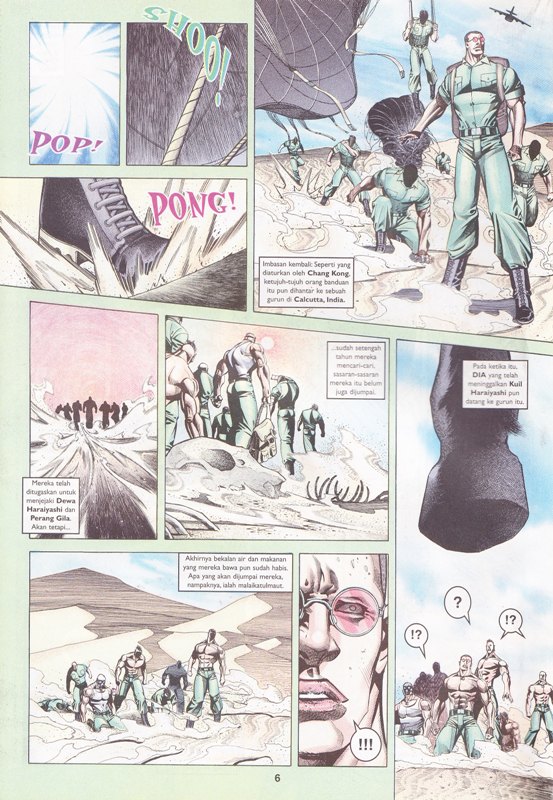 POP!
SHOO!
PONG!
Imbasan kembali: Seperti yang
diaturkan oleh Chang Kong,
ketujuh-tujuh orang banduan
itu pun dihantar ke sebuah
gurun di Calcutta, India.
Mereka telah
ditugaskan untuk
menjejaki Dewa
Haraiyashi dan
Perang Gila.
Akan tetapi...
...sudah setengah
tahun mereka
mencari-cari,
sasaran-sasaran
mereka itu belum
juga dijumpai.
Pada ketika itu,
DIA yang telah
meninggalkan Kuil
Haraiyashi pun
datang ke gurun itu.
Akhirnya bekalan air dan makanan
yang mereka bawa pun sudah habis.
Apa yang akan dijumpai mereka,
nampaknya, ialah malaikatulmaut.
!!!
!?
?
!?
6